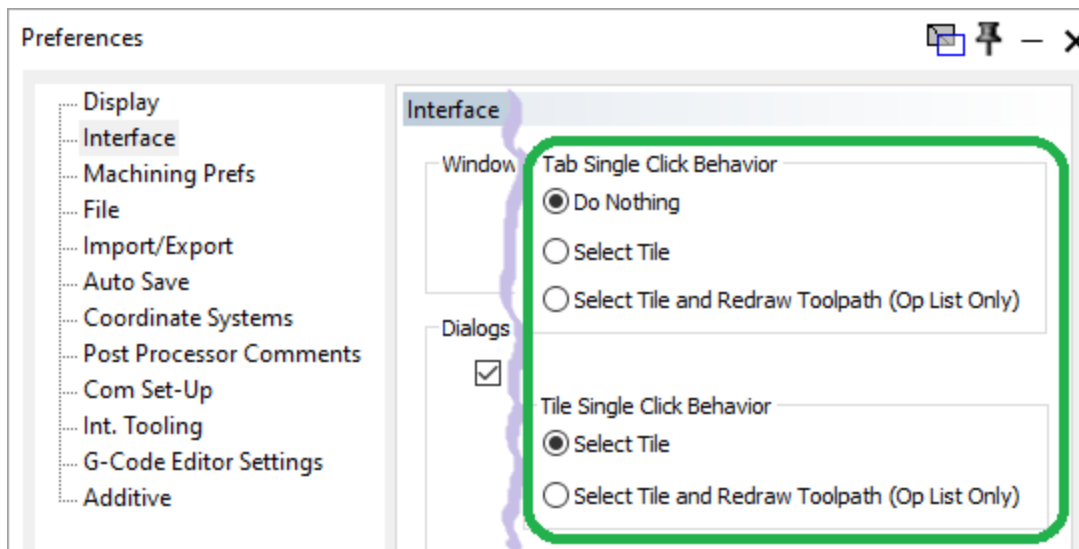 Preferences
Display
Interface
Machining Prefs
File
Import/Export
Auto Save
Coordinate Systems
Post Processor Comments
Com Set-Up
Int. Tooling
G-Code Editor Settings
Additive
Interface
Window
Tab Single Click Behavior
Do Nothing
Select Tile
Select Tile and Redraw Toolpath (Op List Only)
Dialogs
Tile Single Click Behavior
Select Tile
Select Tile and Redraw Toolpath (Op List Only)